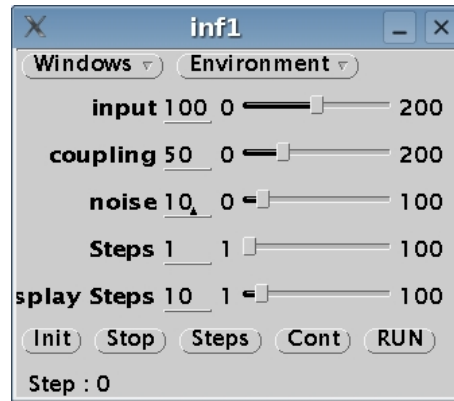 inf1
Windows Environment
input 100 0 200
coupling 50 0 200
noise 10 0 100
Steps 1 1 100
splay Steps 10 1 100
Init Stop Steps Cont RUN
Step : 0